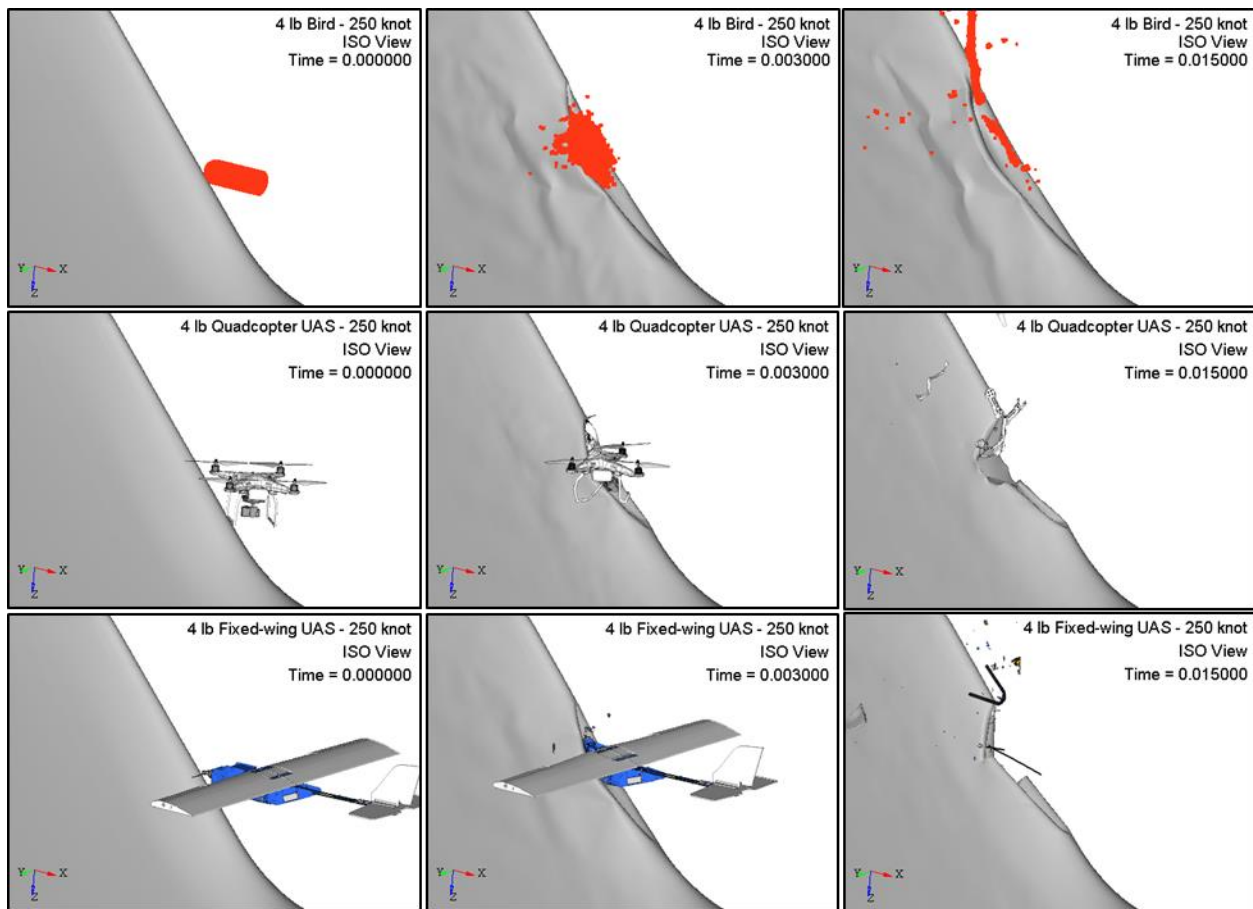 4 lb Bird - 250 knot
ISO View
Time = 0.000000
Y X
Z
4 lb Bird - 250 knot
ISO View
Time = 0.003000
Y X
Z
4 lb Bird - 250 knot
ISO View
Time = 0.015000
Y X
Z
4 lb Quadcopter UAS - 250 knot
ISO View
Time = 0.000000
Y X
Z
4 lb Quadcopter UAS - 250 knot
ISO View
Time = 0.003000
Y X
Z
4 lb Quadcopter UAS - 250 knot
ISO View
Time = 0.015000
Y X
Z
4 lb Fixed-wing UAS - 250 knot
ISO View
Time = 0.000000
Y X
Z
4 lb Fixed-wing UAS - 250 knot
ISO View
Time = 0.003000
Y X
Z
4 lb Fixed-wing UAS - 250 knot
ISO View
Time = 0.015000
Y X
Z